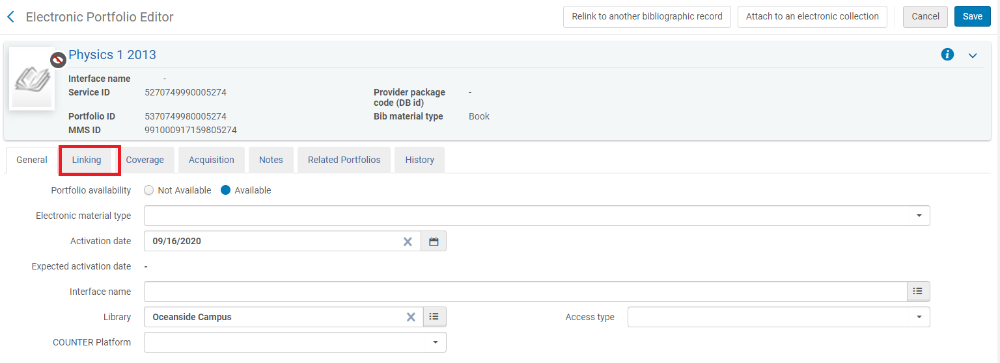 Electronic Portfolio Editor Relink to another bibliographic record Attach to an electronic collection Cancel Save
Physics 1 2013
Interface name -
Service ID 5270749990005274 Provider package code (DB id) -
Portfolio ID 5370749980005274 Bib material type Book
MMS ID 991000917159805274
General Linking Coverage Acquisition Notes Related Portfolios History
Portfolio availability Not Available Available
Electronic material type
Activation date 09/16/2020
Expected activation date -
Interface name
Library Oceanside Campus Access type
COUNTER Platform